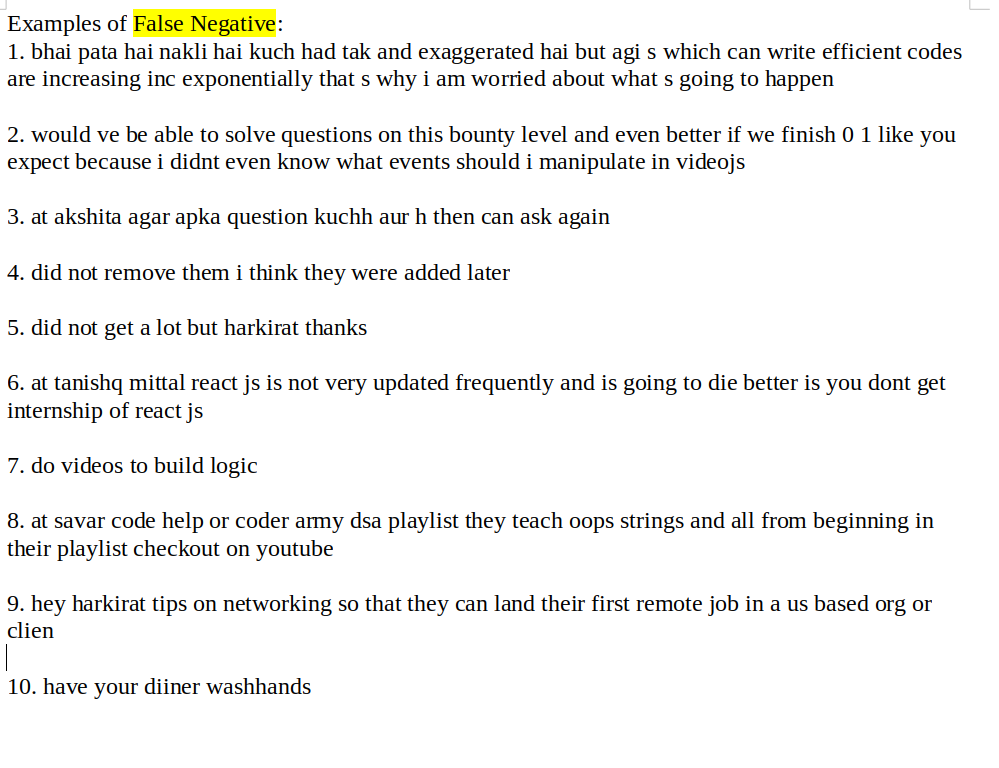 Examples of False Negative:
1. bhai pata hai nakli hai kuch had tak and exaggerated hai but agi s which can write efficient codes
are increasing inc exponentially that s why i am worried about what s going to happen
2. would ve be able to solve questions on this bounty level and even better if we finish 0 1 like you
expect because i didnt even know what events should i manipulate in videojs
3. at akshita agar apka question kuchh aur h then can ask again
4. did not remove them i think they were added later
5. did not get a lot but harkirat thanks
6. at tanishq mittal react js is not very updated frequently and is going to die better is you dont get
internship of react js
7. do videos to build logic
8. at savar code help or coder army dsa playlist they teach oops strings and all from beginning in
their playlist checkout on youtube
9. hey harkirat tips on networking so that they can land their first remote job in a us based org or
clien
10. have your diiner washhands